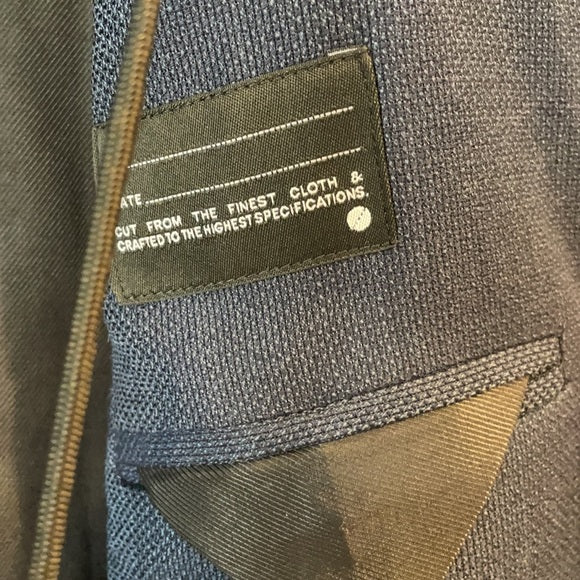 ATE
CUT FROM THE FINEST CLOTH &
CRAFTED TO THE HIGHEST SPECIFICATIONS.